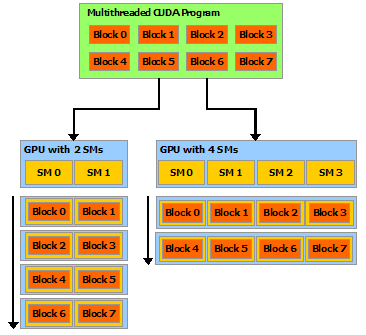 Multithreaded CUDA Program
Block 0 Block 1 Block 2 Block 3
Block 4 Block 5 Block 6 Block 7
GPU with 2 SMs
SM 0 SM 1
Block 0 Block 1
Block 2 Block 3
Block 4 Block 5
Block 6 Block 7
GPU with 4 SMs
SM 0 SM 1 SM 2 SM 3
Block 0 Block 1 Block 2 Block 3
Block 4 Block 5 Block 6 Block 7